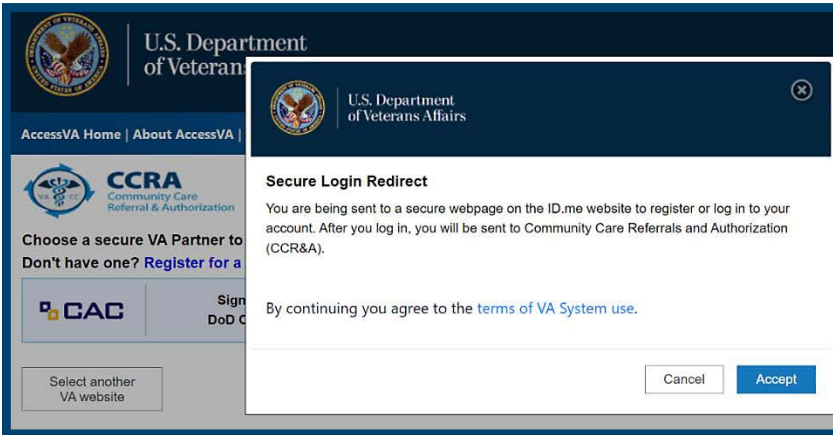 U.S. Department
of Veteran
AccessVA Home | About AccessVA |
CCRA
Community Care
Referral & Authorization
VA CC
Choose a secure VA Partner to
Don't have one? Register for a
CAC
Sign
DoD C
Select another
VA website
U.S. Department
of Veterans Affairs
Secure Login Redirect
You are being sent to a secure webpage on the ID.me website to register or log in to your
account. After you log in, you will be sent to Community Care Referrals and Authorization
(CCR&A).
By continuing you agree to the terms of VA System use.
Cancel
Accept